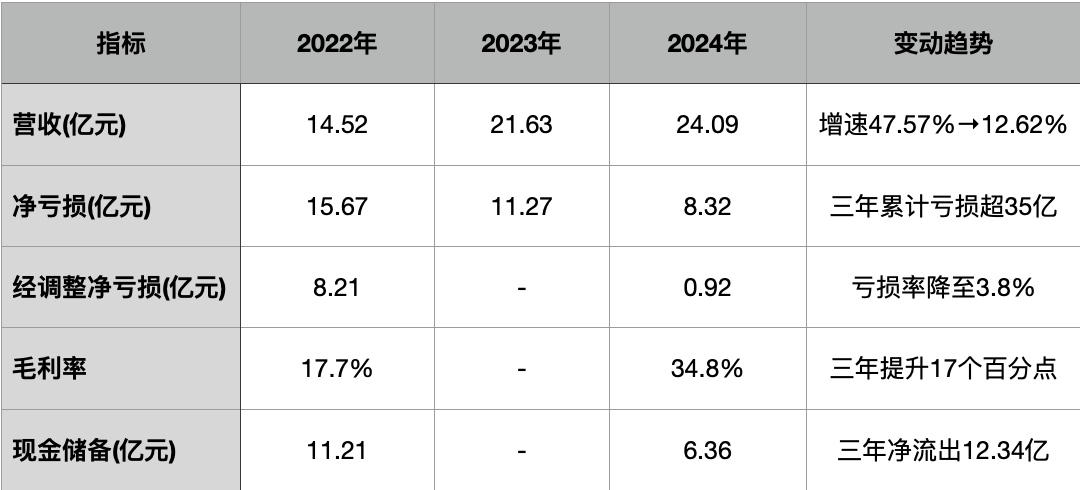 指标 2022年 2023年 2024年 变动趋势
营收(亿元) 14.52 21.63 24.09 增速47.57%→12.62%
净亏损(亿元) 15.67 11.27 8.32 三年累计亏损超35亿
经调整净亏损(亿元) 8.21 - 0.92 亏损率降至3.8%
毛利率 17.7% - 34.8% 三年提升17个百分点
现金储备(亿元) 11.21 - 6.36 三年净流出12.34亿